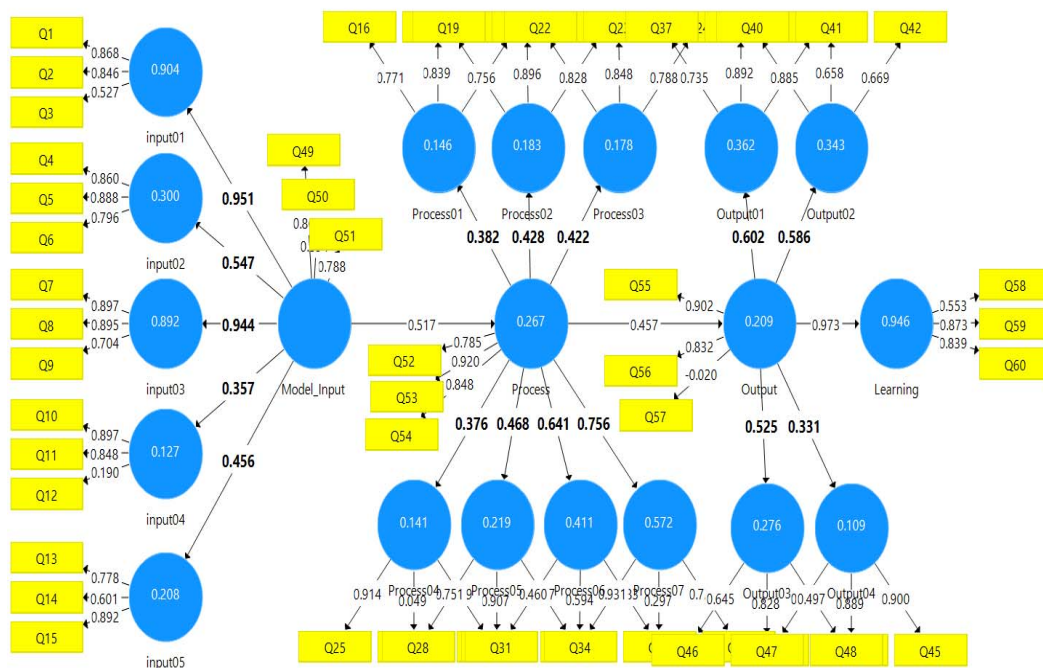 Q1
0.868
Q2
0.846
Q3
0.527
0.904
input01
Q4
0.860
Q5
0.888
Q6
0.796
0.300
input02
Q7
0.897
Q8
0.895
Q9
0.704
0.892
input03
Q10
0.897
Q11
0.848
Q12
0.190
0.127
input04
Q13
0.778
Q14
0.601
Q15
0.892
0.208
input05
0.951
0.547
0.944
0.357
0.456
Q49
Q50
Q51
0.788
Model_Input
0.517
Q16 Q19 Q22 Q37 Q40 Q41 Q42
0.771 0.839 0.756 0.896 0.828 0.848 0.788 0.735 0.892 0.885 0.658 0.669
0.146 0.183 0.178 0.362 0.343
Process01 Process02 Process03 Output01 Output02
0.382 0.428 0.422 0.602 0.586
0.267
Process
Q52
0.785
Q53
0.920
Q54
0.848
0.457
Q55
0.902
Q56
0.832
Q57
-0.020
0.209
Output
0.973
0.946
Learning
Q58
0.553
Q59
0.873
Q60
0.839
0.376 0.468 0.641 0.756 0.525 0.331
0.141 0.219 0.411 0.572 0.276 0.109
Process04 Process05 Process06 Process07 Output03 Output04
0.914 0.049 0.751 0.907 0.460 0.594 0.931 0.297 0.645 0.828 0.497 0.889 0.900
Q25 Q28 Q31 Q34 Q46 Q47 Q48 Q45